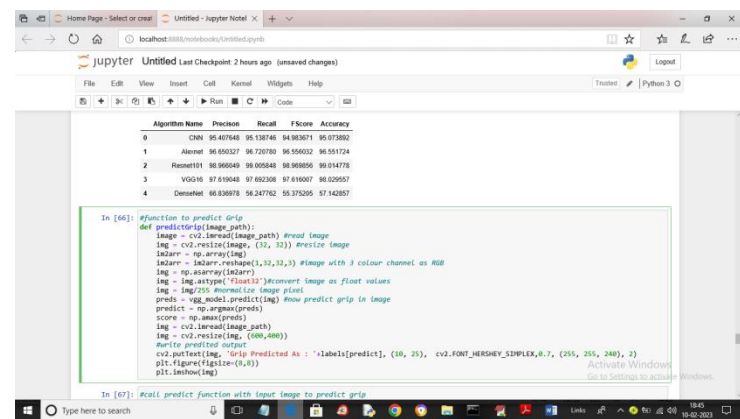 Home Page - Select or creat
Untitled - Jupyter Notel
localhost:8888/notebooks/Untitled.ipynb
Jupyter Untitled Last Checkpoint: 2 hours ago (unsaved changes)
Logout
File Edit View Insert Cell Kernel Widgets Help
Trusted
Python 3
Run
Code
Algorithm Name Precison Recall FScore Accuracy
0 CNN 95.407648 95.138746 94.983671 95.073892
1 Alexnet 96.650327 96.720780 96.556032 96.551724
2 Resnet101 98.966049 99.005848 98.969856 99.014778
3 VGG16 97.619048 97.692308 97.616007 98.029557
4 DenseNet 66.836978 56.247762 55.375205 57.142857
In [66]: #function to predict Grip
def predictGrip(image_path):
image = cv2.imread(image_path) #read image
img = cv2.resize(image, (32, 32)) #resize image
im2arr = np.array(img)
im2arr = im2arr.reshape(1,32,32,3) #image with 3 colour channel as RGB
img = np.asarray(im2arr)
img = img.astype('float32')#convert image as float values
img = img/255 #normalize image pixel
preds = vgg_model.predict(img) #now predict grip in image
predict = np.argmax(preds)
score = np.amax(preds)
img = cv2.imread(image_path)
img = cv2.resize(img, (600,400))
#write predited output
cv2.putText(img, 'Grip Predicted As : '+labels[predict], (10, 25), cv2.FONT_HERSHEY_SIMPLEX,0.7, (255, 255, 240), 2)
plt.figure(figsize=(8,8))
plt.imshow(img)
Activate Windows
Go to Settings to activate Windows.
In [67]: #call predict function with input image to predict grip
Type here to search
Links
18:45
10-02-2023